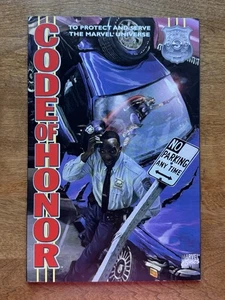 TO PROTECT AND SERVE
THE MARVEL UNIVERSE
CODE OF HONOR
NO
PARKING
ANY TIME